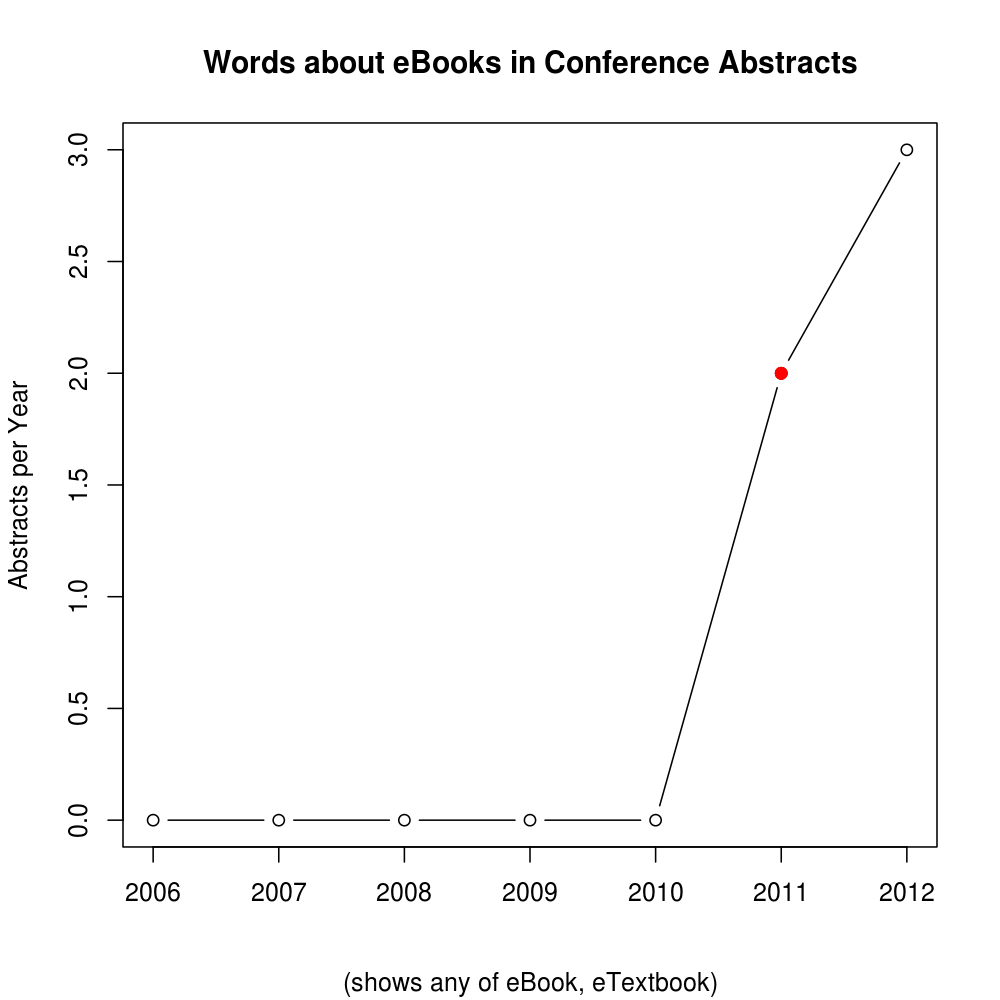 Words about eBooks in Conference Abstracts
Abstracts per Year
3.0
2.5
2.0
1.5
1.0
0.5
0.0
2006 2007 2008 2009 2010 2011 2012
(shows any of eBook, eTextbook)